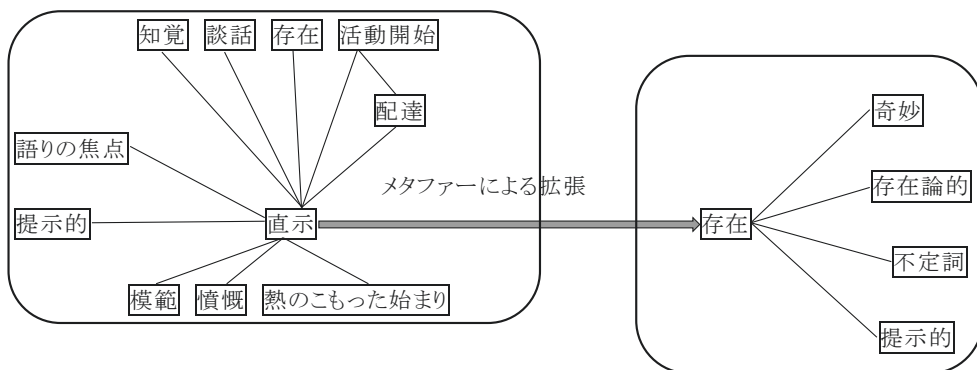 知覚
談話
存在
活動開始
配達
奇妙
語りの焦点
メタファーによる拡張
存在論的
提示的
直示
存在
不定詞
模範
憤慨
熱のこもった始まり
提示的